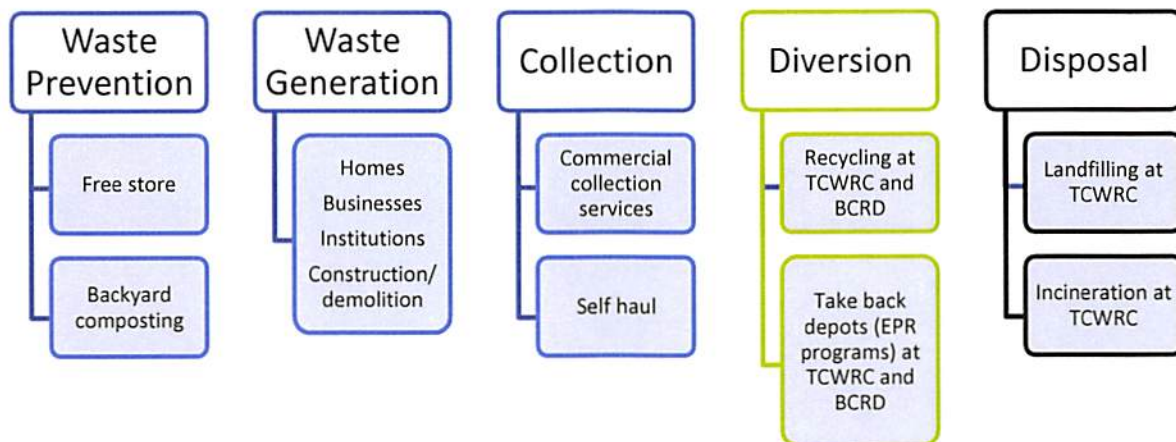 Waste
Prevention
Free store
Backyard
composting
Waste
Generation
Homes
Businesses
Institutions
Construction/
demolition
Collection
Commercial
collection
services
Self haul
Diversion
Recycling at
TCWRC and
BCRD
Take back
depots (EPR
programs) at
TCWRC and
BCRD
Disposal
Landfilling at
TCWRC
Incineration at
TCWRC